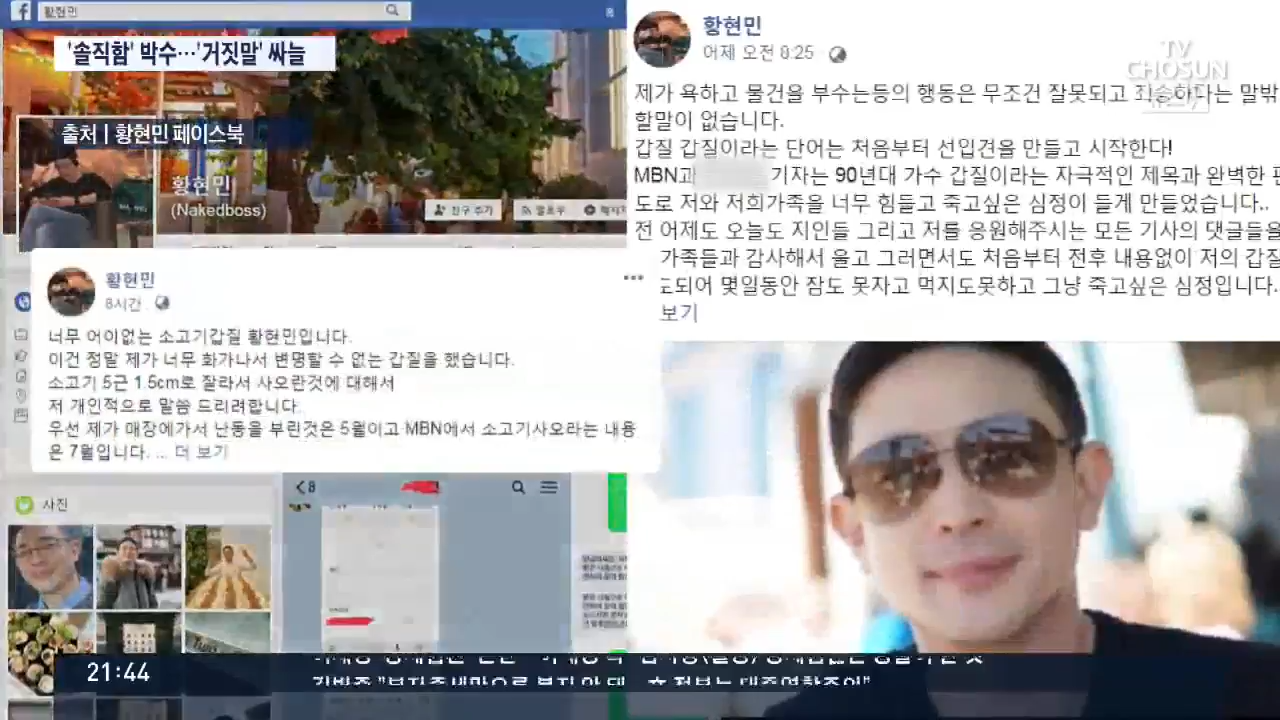 황현민
'솔직함' 박수…'거짓말' 싸늘
출처 | 황현민 페이스북
황현민
(Nakedboss)
친구 추가
팔로우
황현민
8시간
너무 어이없는 소고기갑질 황현민입니다.
이건 정말 제가 너무 화가나서 변명할 수 없는 갑질을 했습니다.
소고기 5근 1.5cm로 잘라서 사오란것에 대해서
저 개인적으로 말씀 드리려합니다.
우선 제가 매장에가서 난동을 부린것은 5월이고 MBN에서 소고기사오라는 내용
은 7월입니다. ... 더 보기
사진
8
황현민
어제 오전 8:25
TV
CHOSUN
제가 욕하고 물건을 부수는등의 행동은 무조건 잘못되고 죄송하다는 말밖
할말이 없습니다.
갑질 갑질이라는 단어는 처음부터 선입견을 만들고 시작한다!
MBN과 기자는 90년대 가수 갑질이라는 자극적인 제목과 완벽한
도로 저와 저희가족을 너무 힘들고 죽고싶은 심정이 들게 만들었습니다..
전 어제도 오늘도 지인들 그리고 저를 응원해주시는 모든 기사의 댓글들을
가족들과 감사해서 울고 그러면서도 처음부터 전후 내용없이 저의 갑질
도되어 몇일동안 잠도 못자고 먹지도못하고 그냥 죽고싶은 심정입니다.
보기
21:44